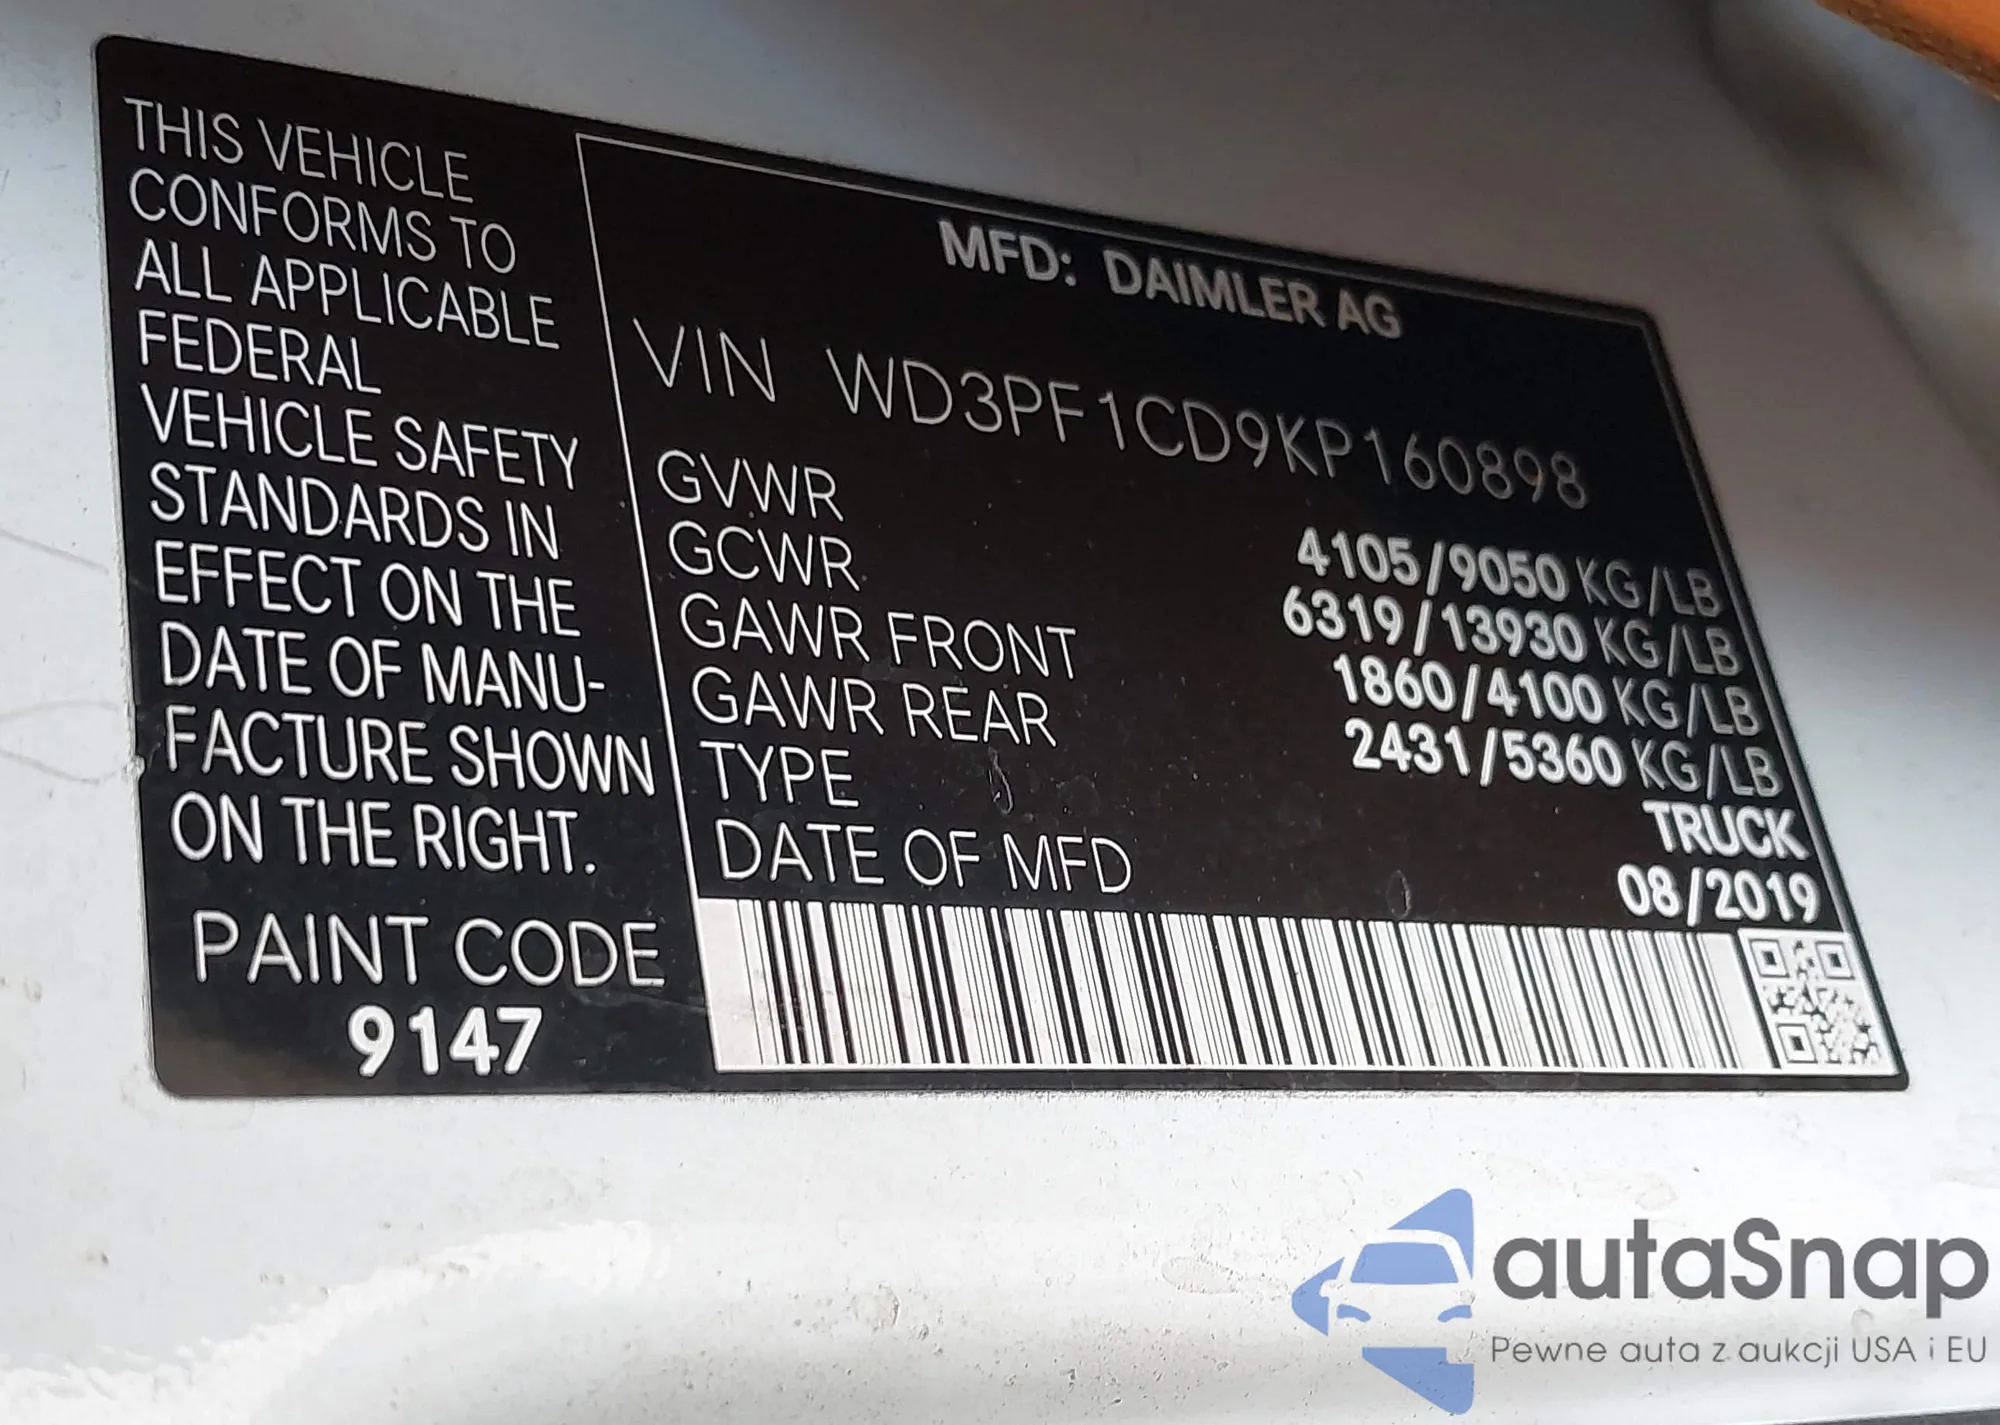 THIS VEHICLE
CONFORMS TO
ALL APPLICABLE
FEDERAL
VEHICLE SAFETY
STANDARDS IN
EFFECT ON THE
DATE OF MANU-
FACTURE SHOWN
ON THE RIGHT.
PAINT CODE
9147
MFD: DAIMLER AG
VIN WD3PF1CD9KP160898
GVWR 4105/9050 KG/LB
GCWR 6319/13930 KG/LB
GAWR FRONT 1860/4100 KG/LB
GAWR REAR 2431/5360 KG/LB
TYPE TRUCK
DATE OF MFD 08/2019
autaSnap
Pewne auta z aukcji USA i EU